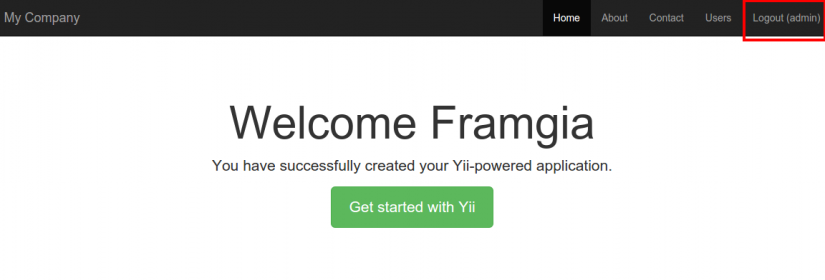 My Company Home About Contact Users Logout (admin)
Welcome Framgia
You have successfully created your Yii-powered application.
Get started with Yii